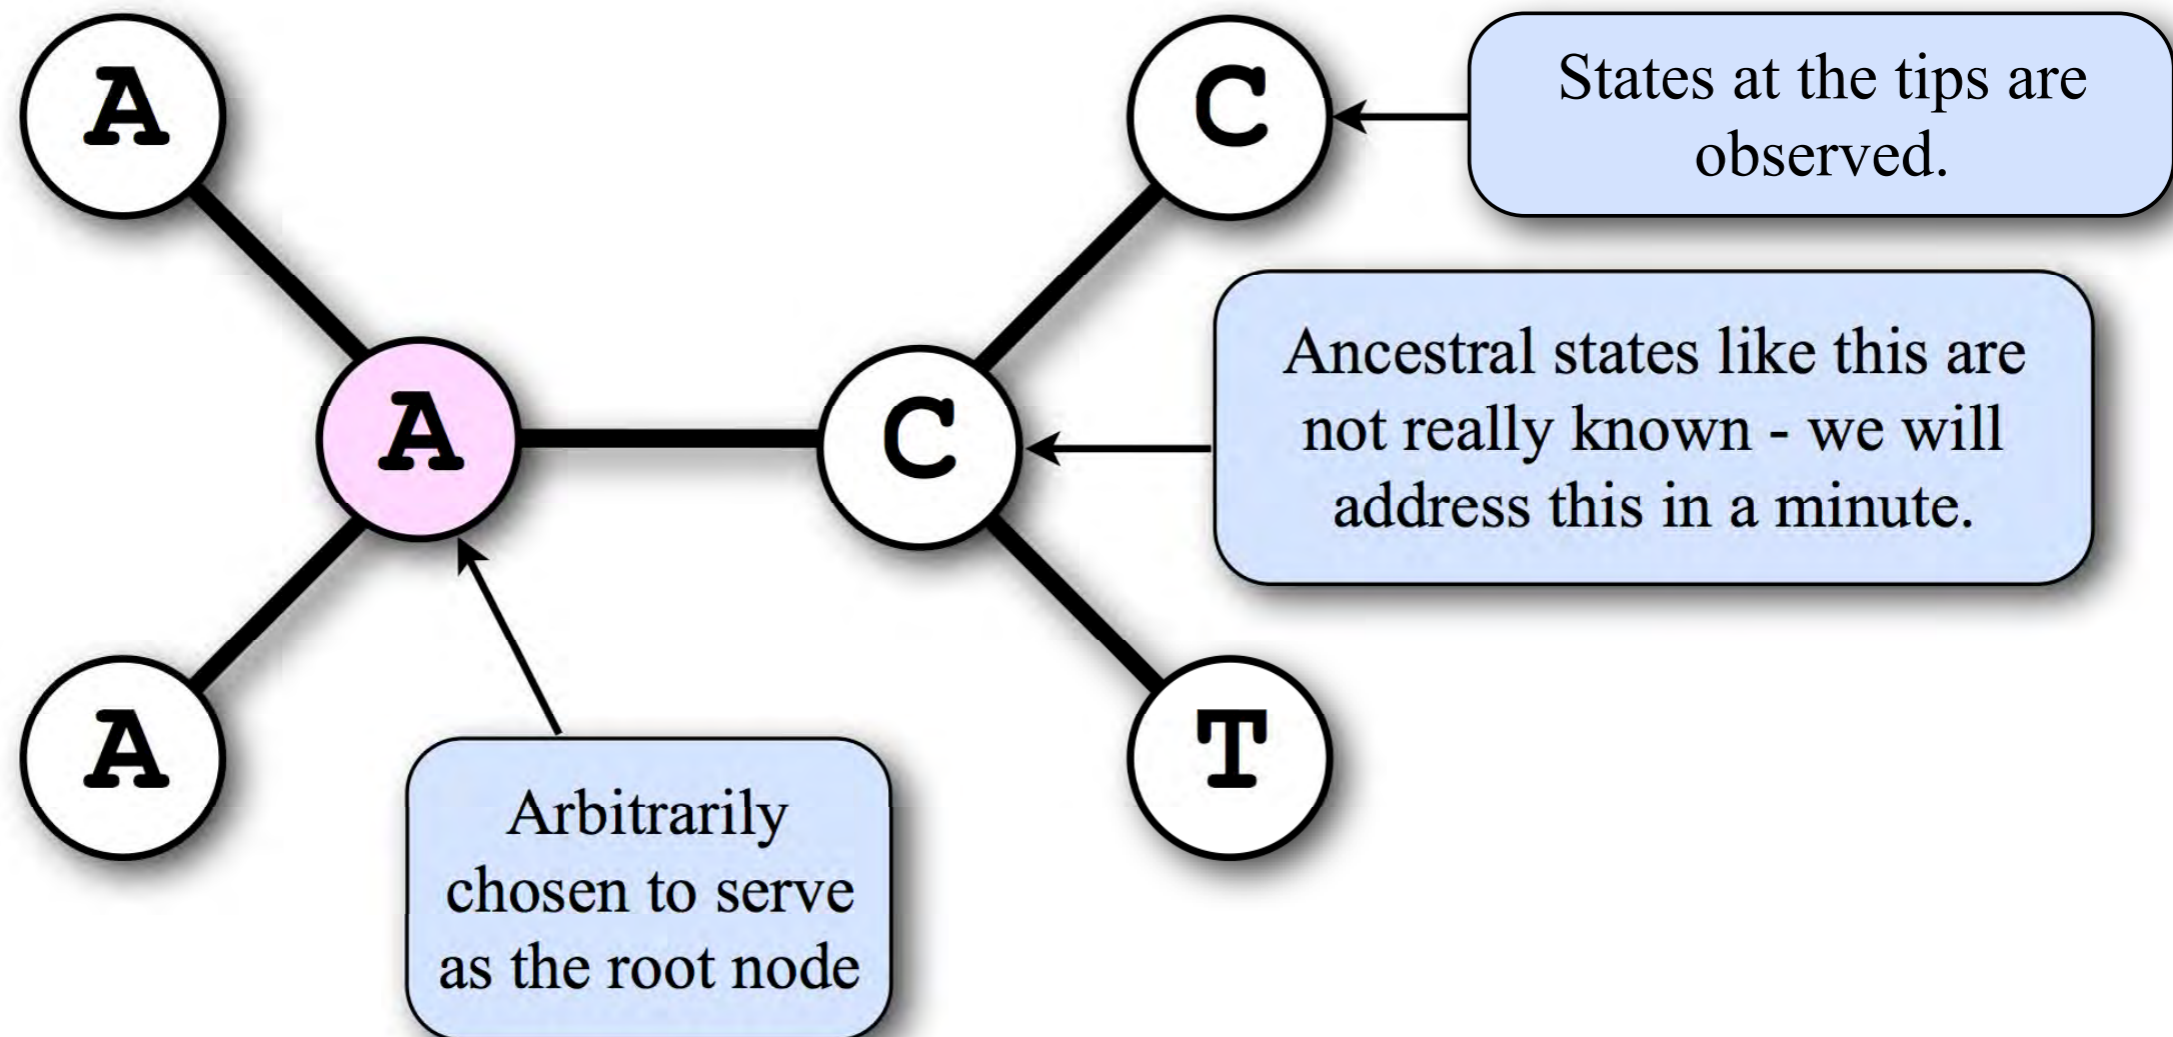 A
C
States at the tips are
observed.
A
C
Ancestral states like this are
not really known - we will
address this in a minute.
A
T
Arbitrarily
chosen to serve
as the root node